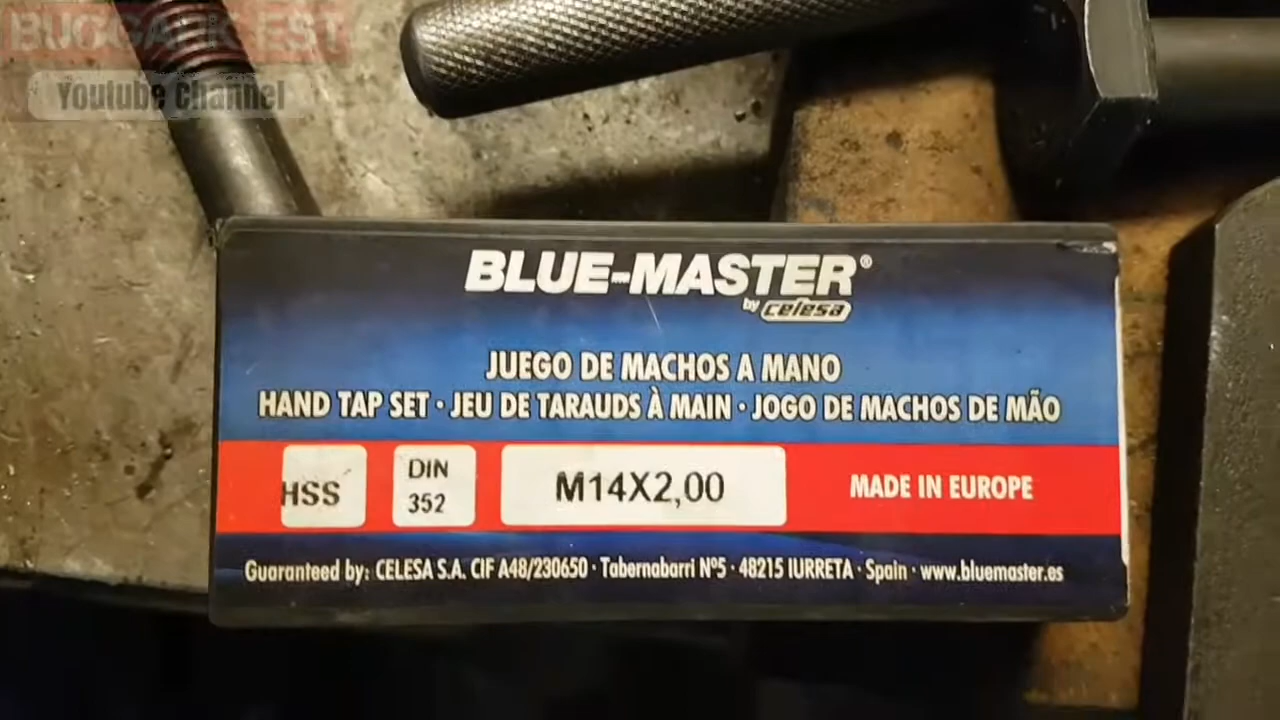 Youtube Channel
BLUE-MASTER®
by celesa
JUEGO DE MACHOS A MANO
HAND TAP SET · JEU DE TARAUDS À MAIN · JOGO DE MACHOS DE MÃO
HSS
DIN
352
M14X2,00
MADE IN EUROPE
Guaranteed by: CELESA S.A. CIF A48/230650 · Tabernabarri Nº5 · 48215 IURRETA · Spain · www.bluemaster.es